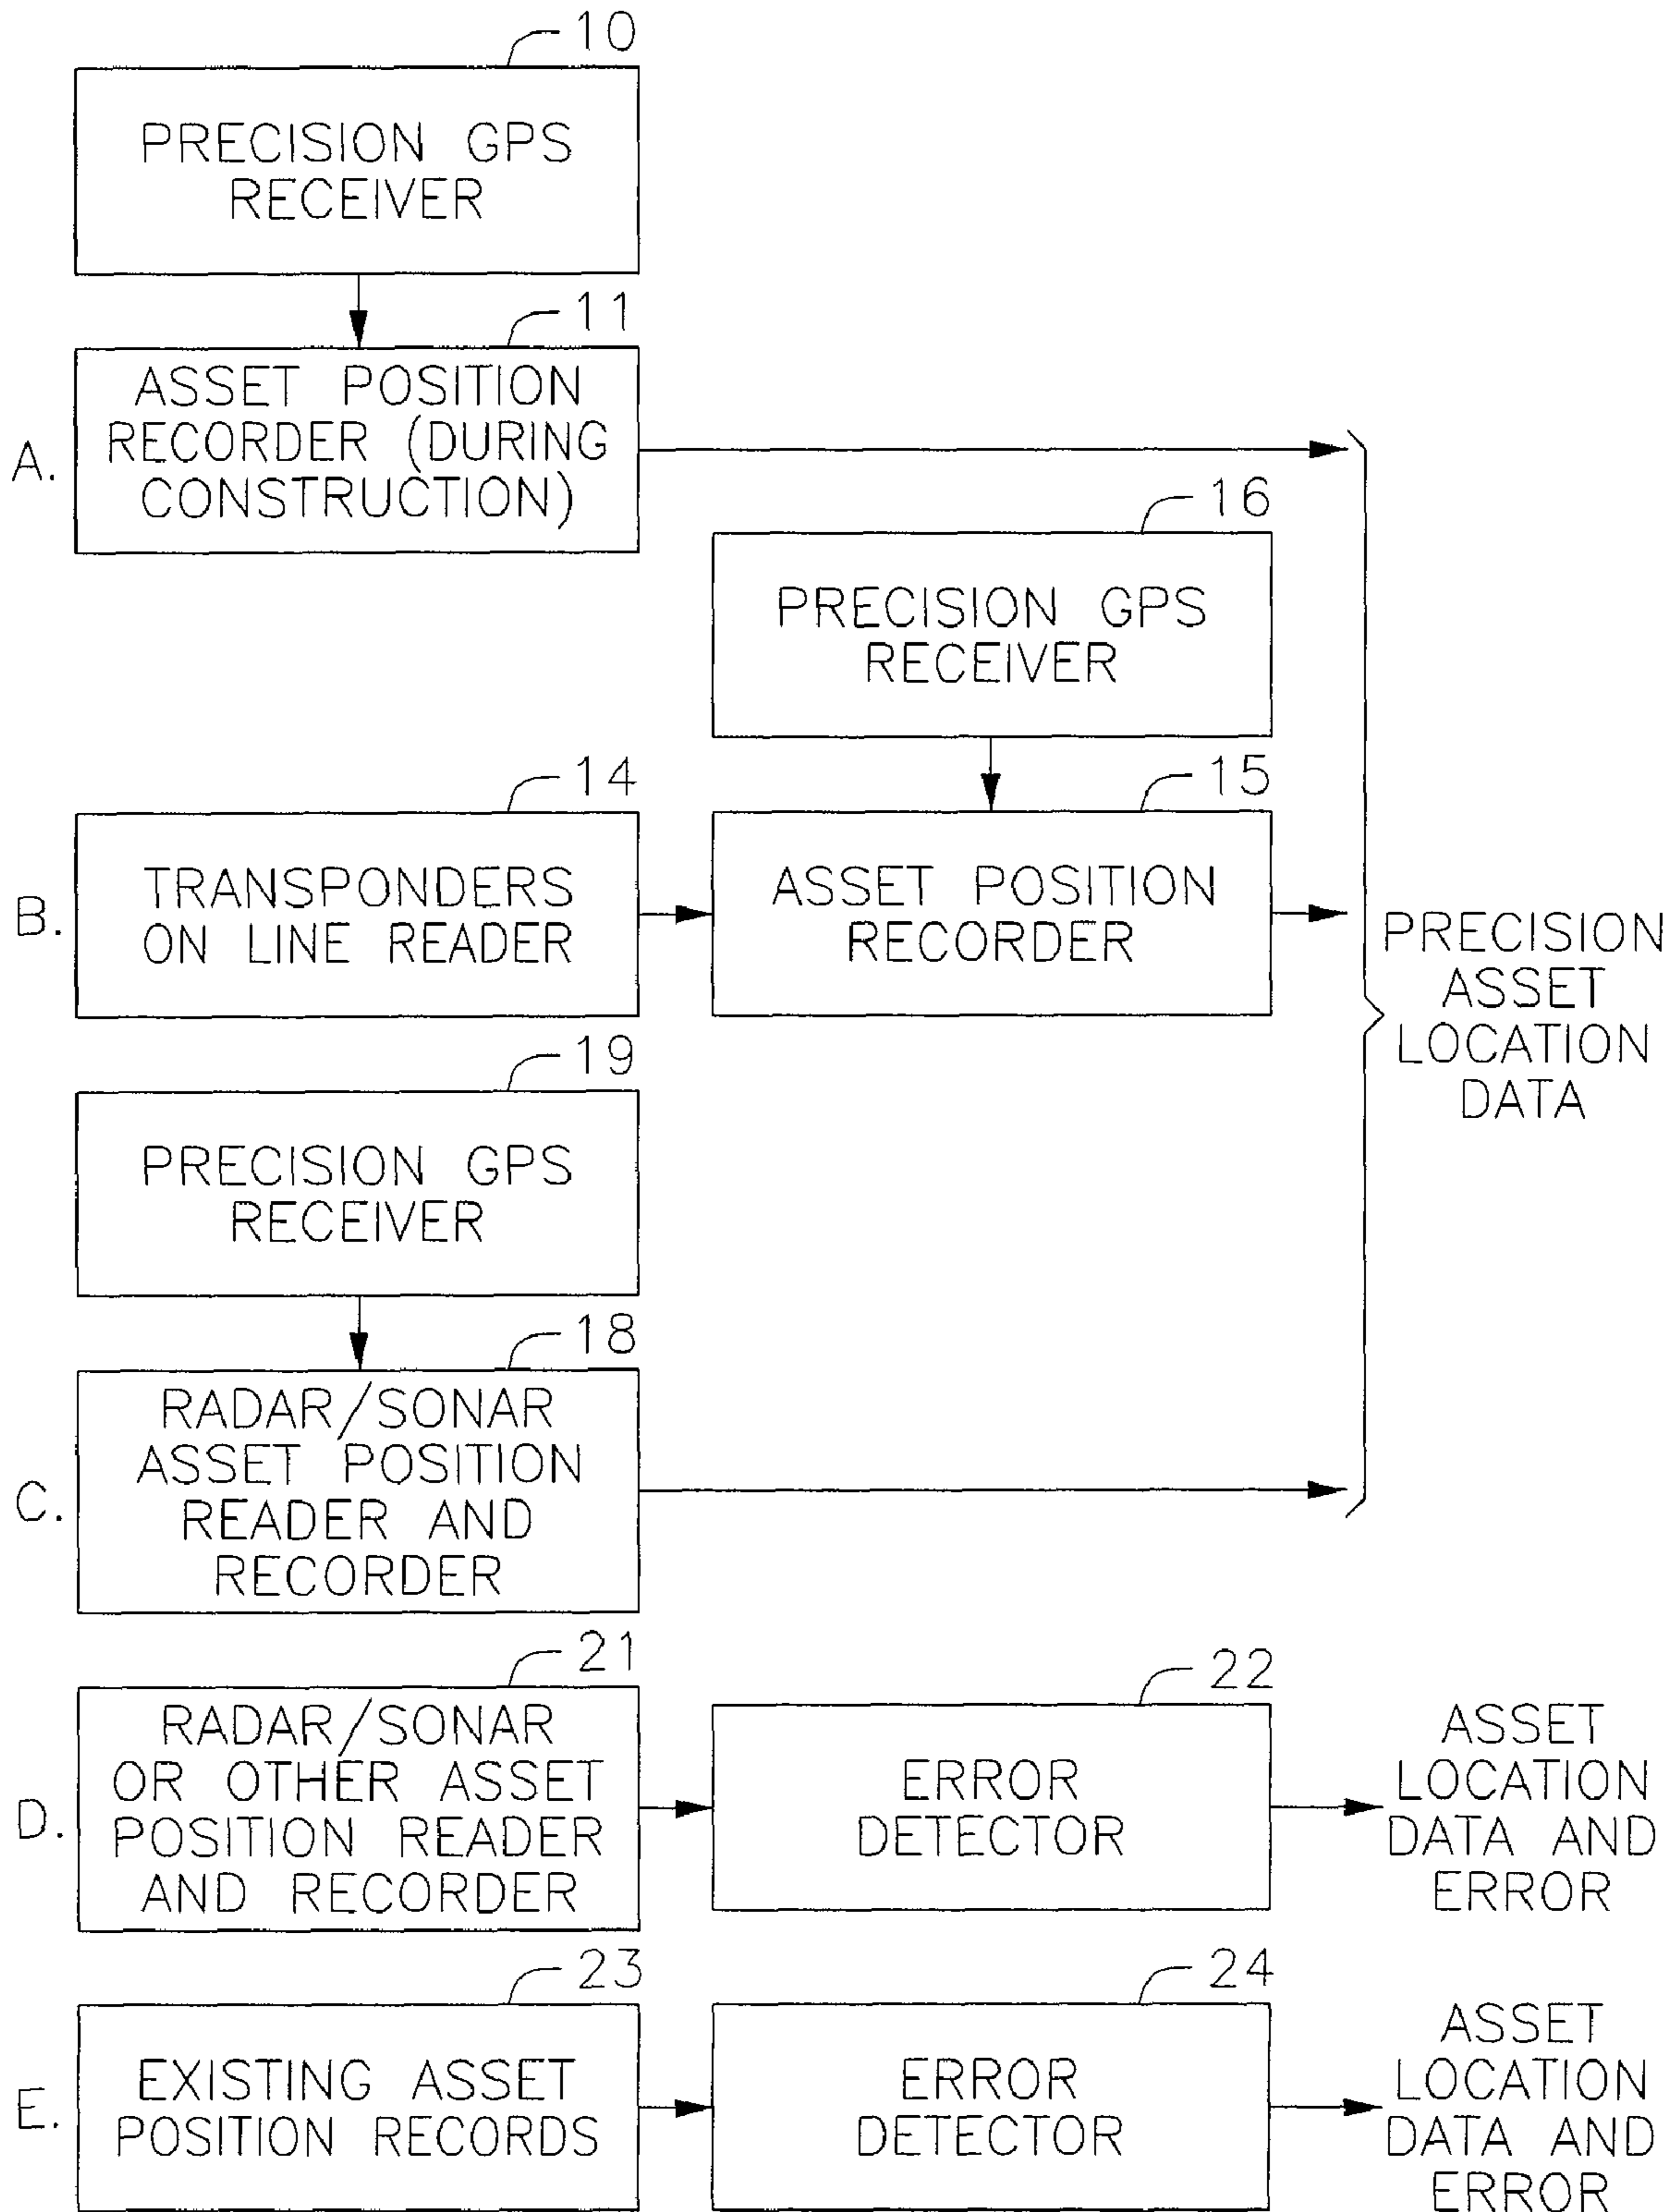 10
PRECISION GPS
RECEIVER
11
A.
ASSET POSITION
RECORDER (DURING
CONSTRUCTION)
16
PRECISION GPS
RECEIVER
14
B.
TRANSPONDERS
ON LINE READER
15
ASSET POSITION
RECORDER
PRECISION
ASSET
LOCATION
DATA
19
PRECISION GPS
RECEIVER
18
C.
RADAR/SONAR
ASSET POSITION
READER AND
RECORDER
21
D.
RADAR/SONAR
OR OTHER ASSET
POSITION READER
AND RECORDER
22
ERROR
DETECTOR
ASSET
LOCATION
DATA AND
ERROR
23
E.
EXISTING ASSET
POSITION RECORDS
24
ERROR
DETECTOR
ASSET
LOCATION
DATA AND
ERROR